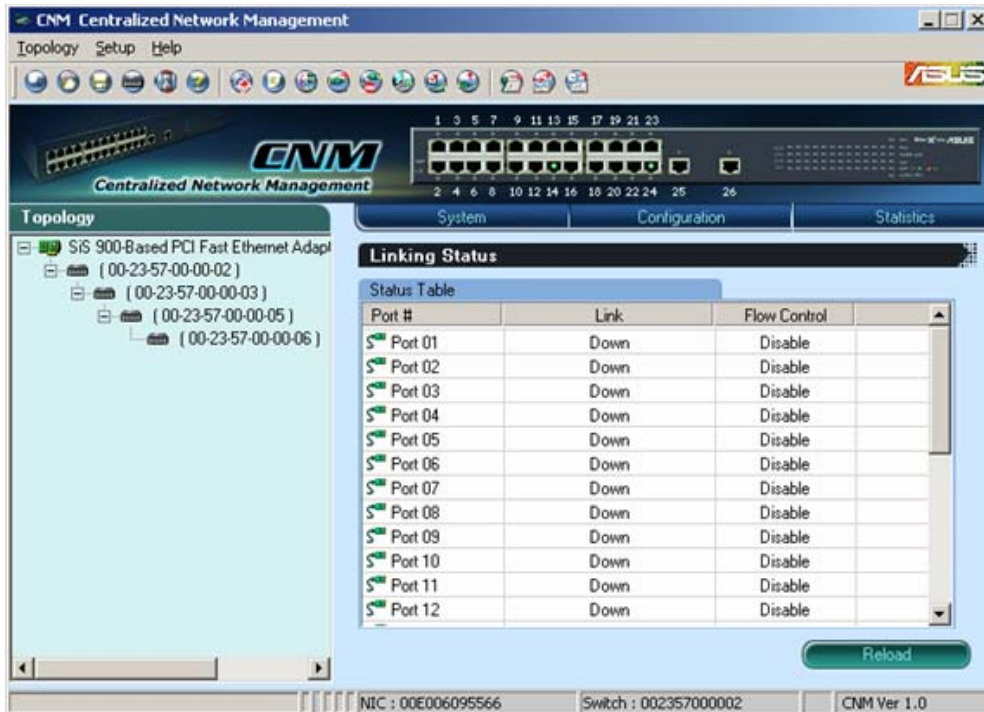 CNM Centralized Network Management
Topology Setup Help
ASUS
CNM
Centralized Network Management
1 3 5 7 9 11 13 15 17 19 21 23
2 4 6 8 10 12 14 16 18 20 22 24 25 26
Topology
System Configuration Statistics
SiS 900-Based PCI Fast Ethernet Adapt
( 00-23-57-00-00-02 )
( 00-23-57-00-00-03 )
( 00-23-57-00-00-05 )
( 00-23-57-00-00-06 )
Linking Status
Status Table
Port # Link Flow Control
Port 01 Down Disable
Port 02 Down Disable
Port 03 Down Disable
Port 04 Down Disable
Port 05 Down Disable
Port 06 Down Disable
Port 07 Down Disable
Port 08 Down Disable
Port 09 Down Disable
Port 10 Down Disable
Port 11 Down Disable
Port 12 Down Disable
Reload
NIC : 00E006095566 Switch : 002357000002 CNM Ver 1.0